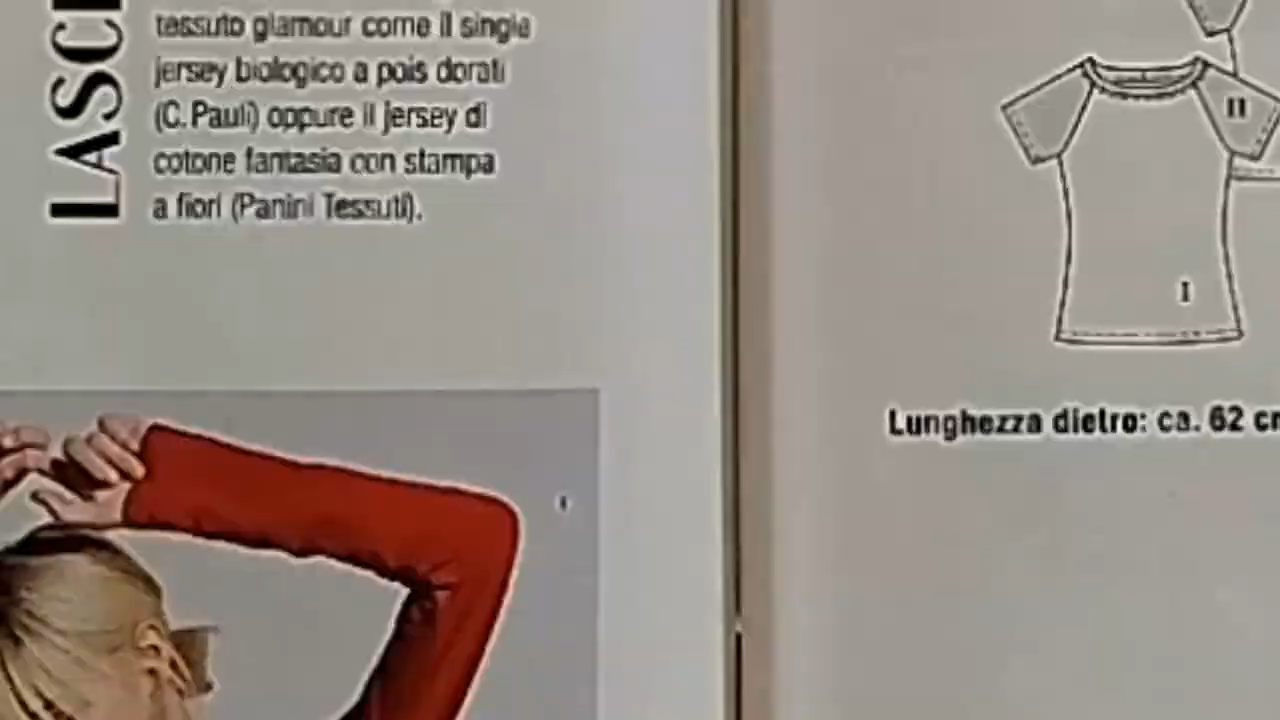 LASC
tessuto glamour come il single
jersey biologico a pois dorati
(C. Pauli) oppure il jersey di
cotone fantasia con stampa
a fiori (Panini Tessuti).
II
I
Lunghezza dietro: ca. 62 cm